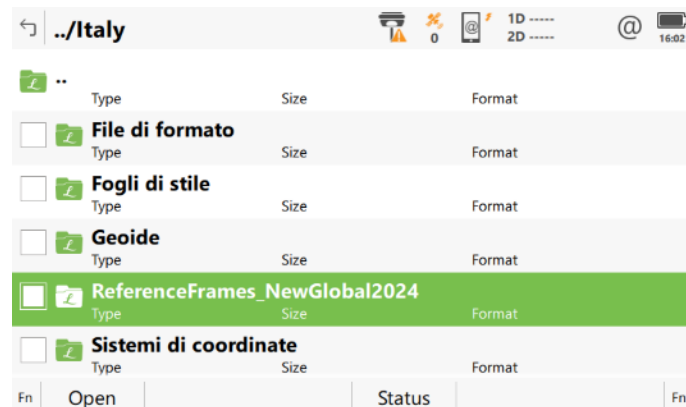 ../Italy
0
@
1D -----
2D -----
@
16:02
..
Type Size Format
File di formato
Type Size Format
Fogli di stile
Type Size Format
Geoide
Type Size Format
ReferenceFrames_NewGlobal2024
Type Size Format
Sistemi di coordinate
Type Size Format
Fn Open Status Fn